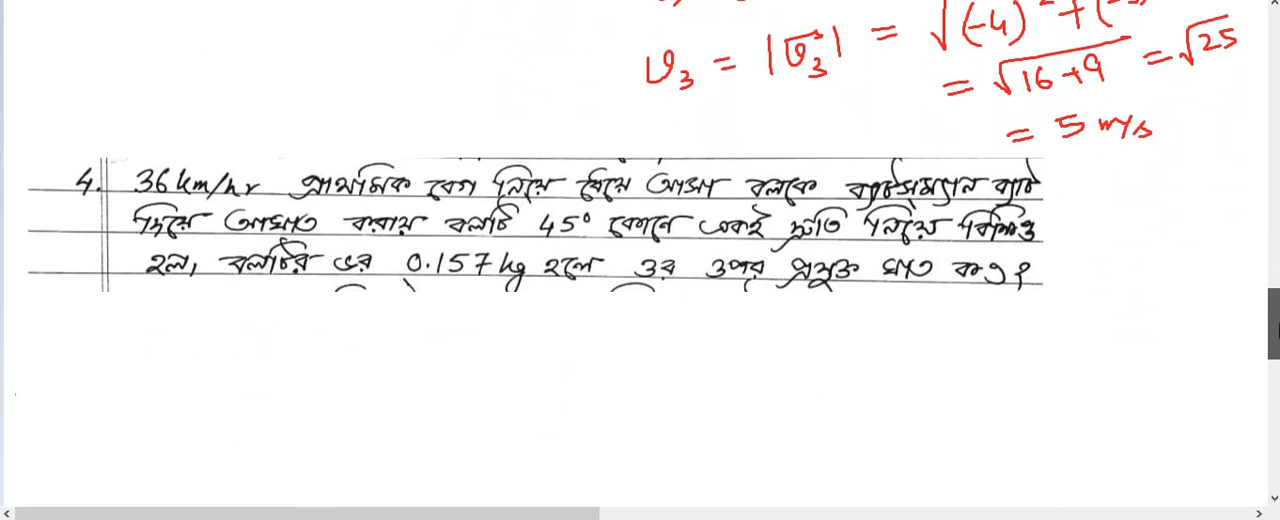 v₃ = |v⃗₃| = √(-4)² + (-3
= √16+9 = √25
= 5 m/s
4. 36 km/hr প্রাথমিক বেগ নিয়ে ধেয়ে আসা বলকে ব্যাটসম্যান ব্যাট
দিয়ে আঘাত করায় বলটি 45° কোণে একই দ্রুতি নিয়ে বিক্ষিপ্ত
হল, বলটির ভর 0.157 kg হলে ওর ওপর প্রযুক্ত ঘাত কত?